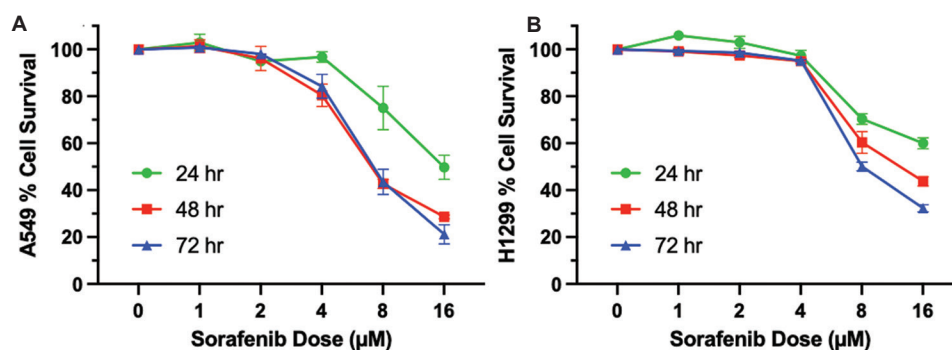 A
A549 % Cell Survival
100
80
60
40
20
0
24 hr
48 hr
72 hr
0 1 2 4 8 16
Sorafenib Dose (µM)
B
H1299 % Cell Survival
100
80
60
40
20
0
24 hr
48 hr
72 hr
0 1 2 4 8 16
Sorafenib Dose (µM)